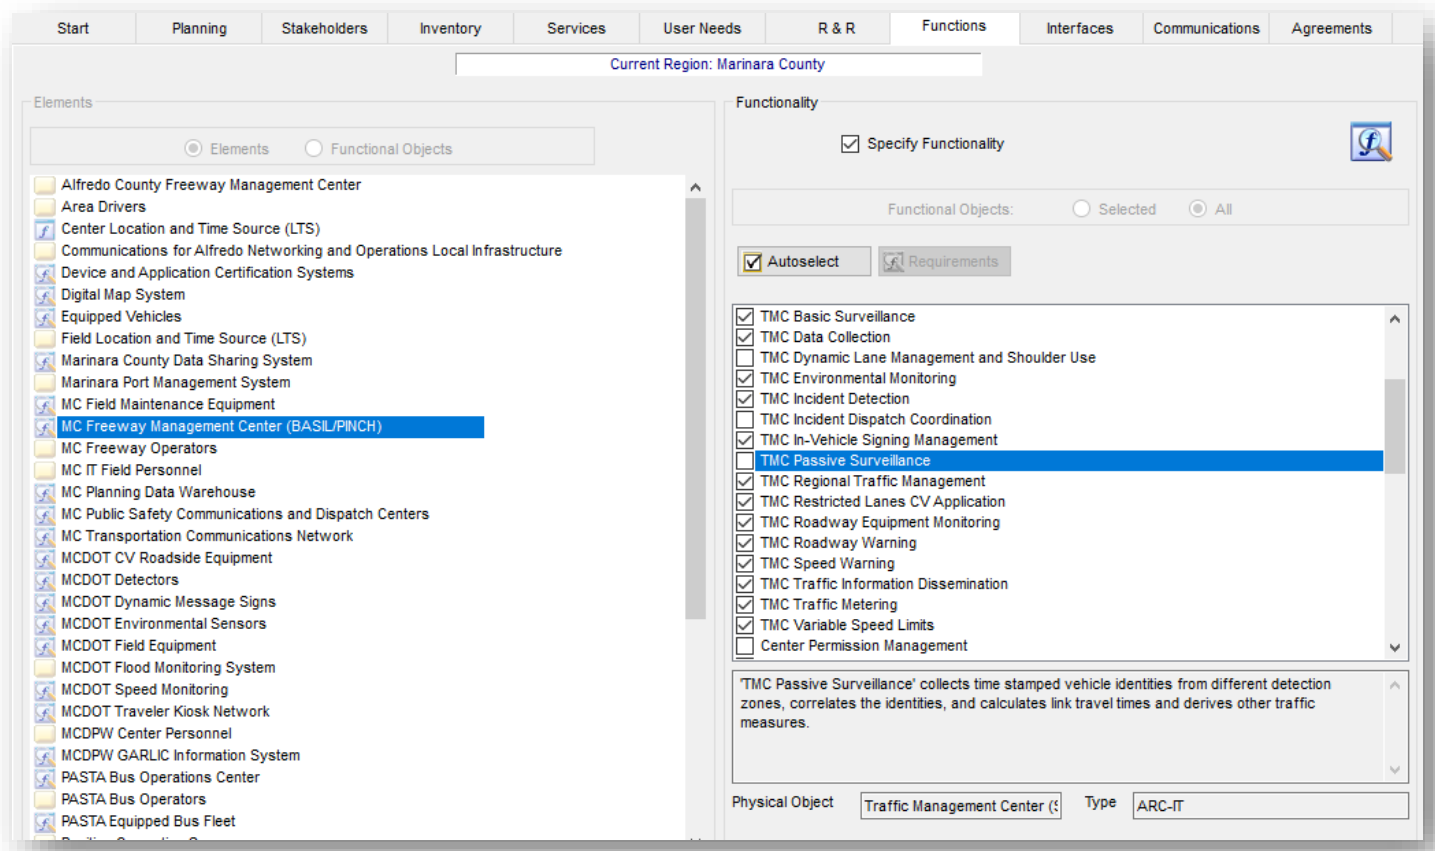 Start Planning Stakeholders Inventory Services User Needs R & R Functions Interfaces Communications Agreements
Current Region: Marinara County
Elements
Elements Functional Objects
Alfredo County Freeway Management Center
Area Drivers
Center Location and Time Source (LTS)
Communications for Alfredo Networking and Operations Local Infrastructure
Device and Application Certification Systems
Digital Map System
Equipped Vehicles
Field Location and Time Source (LTS)
Marinara County Data Sharing System
Marinara Port Management System
MC Field Maintenance Equipment
MC Freeway Management Center (BASIL/PINCH)
MC Freeway Operators
MC IT Field Personnel
MC Planning Data Warehouse
MC Public Safety Communications and Dispatch Centers
MC Transportation Communications Network
MCDOT CV Roadside Equipment
MCDOT Detectors
MCDOT Dynamic Message Signs
MCDOT Environmental Sensors
MCDOT Field Equipment
MCDOT Flood Monitoring System
MCDOT Speed Monitoring
MCDOT Traveler Kiosk Network
MCDPW Center Personnel
MCDPW GARLIC Information System
PASTA Bus Operations Center
PASTA Bus Operators
PASTA Equipped Bus Fleet
Functionality
Specify Functionality
Functional Objects: Selected All
Autoselect Requirements
TMC Basic Surveillance
TMC Data Collection
TMC Dynamic Lane Management and Shoulder Use
TMC Environmental Monitoring
TMC Incident Detection
TMC Incident Dispatch Coordination
TMC In-Vehicle Signing Management
TMC Passive Surveillance
TMC Regional Traffic Management
TMC Restricted Lanes CV Application
TMC Roadway Equipment Monitoring
TMC Roadway Warning
TMC Speed Warning
TMC Traffic Information Dissemination
TMC Traffic Metering
TMC Variable Speed Limits
Center Permission Management
'TMC Passive Surveillance' collects time stamped vehicle identities from different detection
zones, correlates the identities, and calculates link travel times and derives other traffic
measures.
Physical Object Traffic Management Center ( Type ARC-IT